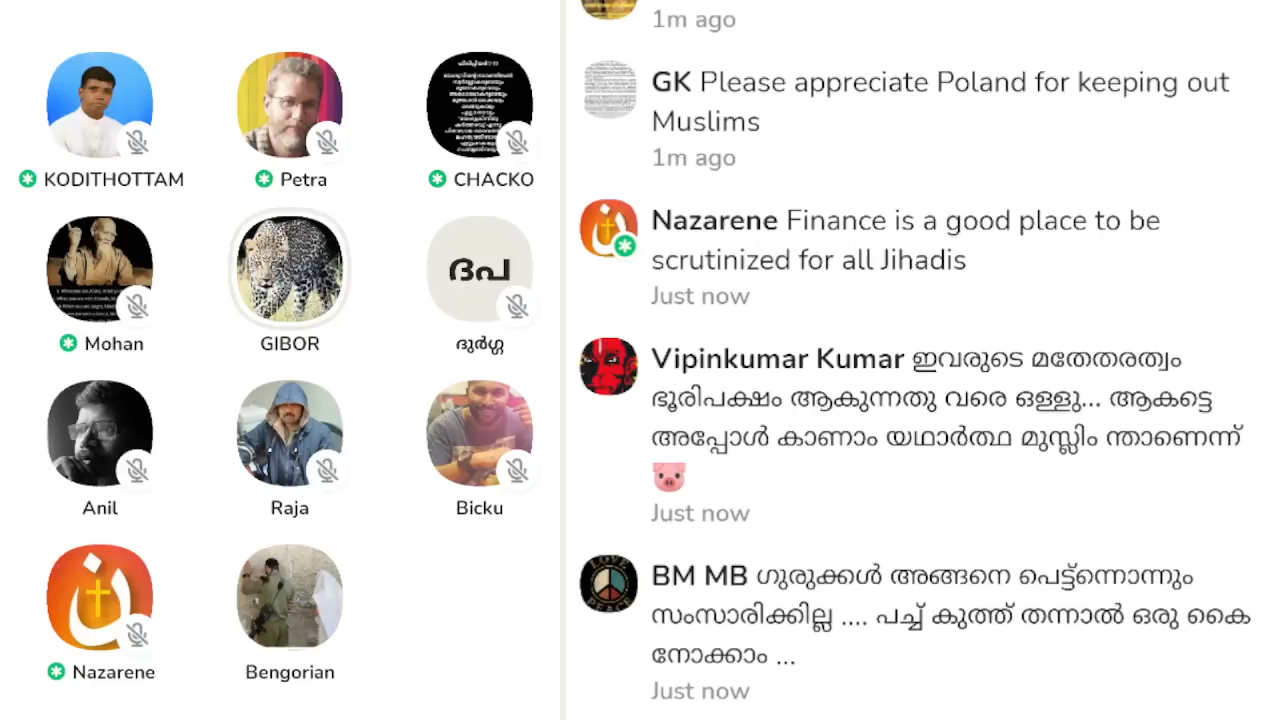 KODITHOTTAM
Petra
CHACKO
Mohan
GIBOR
ദപ
ദുർഗ്ഗ
Anil
Raja
Bicku
Nazarene
Bengorian
1m ago
GK Please appreciate Poland for keeping out
Muslims
1m ago
Nazarene Finance is a good place to be
scrutinized for all Jihadis
Just now
Vipinkumar Kumar ഇവരുടെ മതേതരത്വം
ഭൂരിപക്ഷം ആകുന്നതു വരെ ഒള്ളു... ആകട്ടെ
അപ്പോൾ കാണാം യഥാർത്ഥ മുസ്ലിം ന്താണെന്ന്
🐷
Just now
LOVE
PEACE
BM MB ഗുരുക്കൾ അങ്ങനെ പെട്ട്ന്നൊന്നും
സംസാരിക്കില്ല .... പച്ച് കുത്ത് തന്നാൽ ഒരു കൈ
നോക്കാം ...
Just now